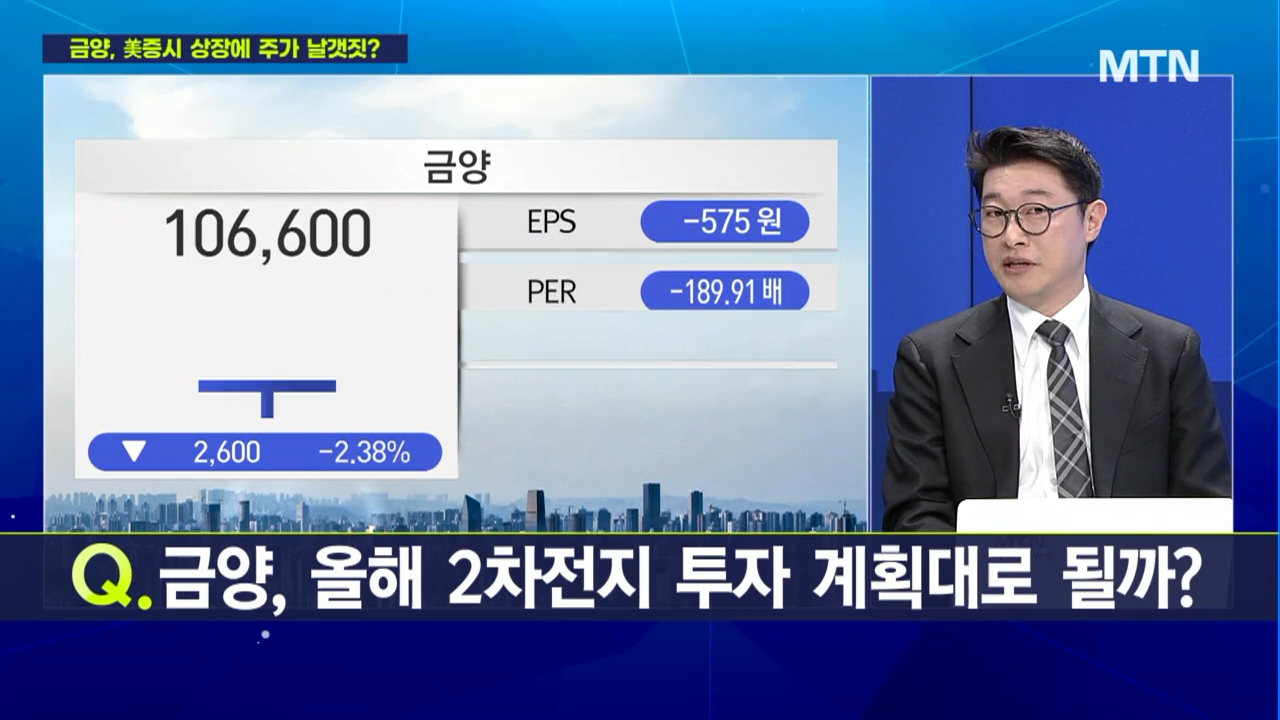 금양, 美증시 상장에 주가 날갯짓?
MTN
금양
106,600
EPS -575 원
PER -189.91 배
▼ 2,600 -2.38%
Q. 금양, 올해 2차전지 투자 계획대로 될까?